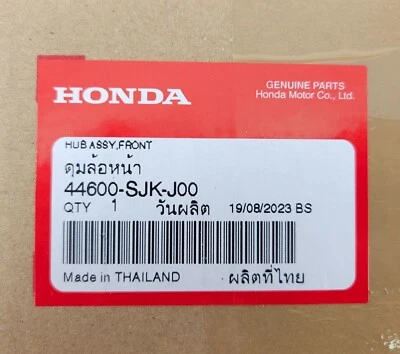 HONDA
GENUINE PARTS
Honda Motor Co., Ltd.
HUB ASSY,FRONT
ดุมล้อหน้า
44600-SJK-J00
QTY 1 วันผลิต 19/08/2023 BS
Made in THAILAND ผลิตที่ไทย